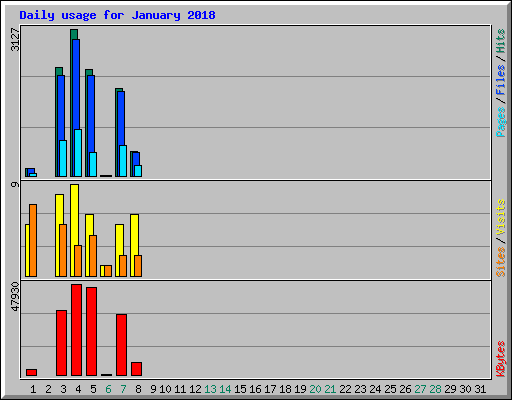 Daily usage for January 2018
3127
Pages / Files / Hits
9
Sites / Visits
47930
KBytes
1 2 3 4 5 6 7 8 9 10 11 12 13 14 15 16 17 18 19 20 21 22 23 24 25 26 27 28 29 30 31